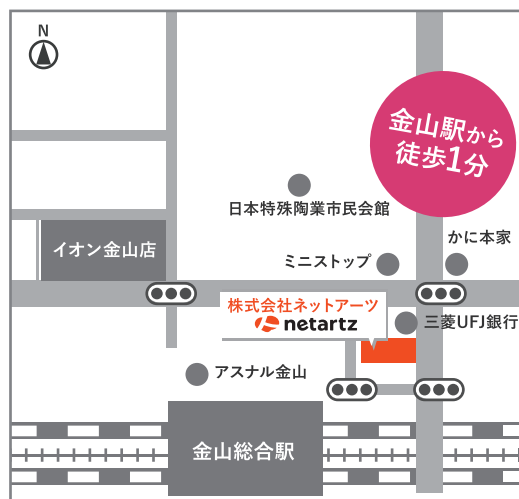 N
金山駅から
徒歩1分
日本特殊陶業市民会館
かに本家
イオン金山店
ミニストップ
株式会社ネットアーツ
netartz
三菱UFJ銀行
アスナル金山
金山総合駅